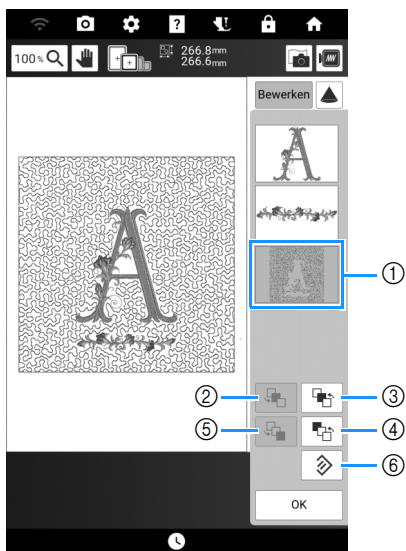 ?
100 %
266.8mm
266.6mm
Bewerken
A
①
②
③
⑤
④
⑥
OK
A